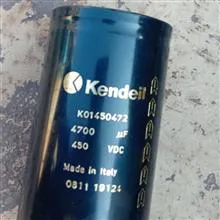 Kendeil
K01450472
4700 µF
450 VDC
Made in Italy
0811 19124